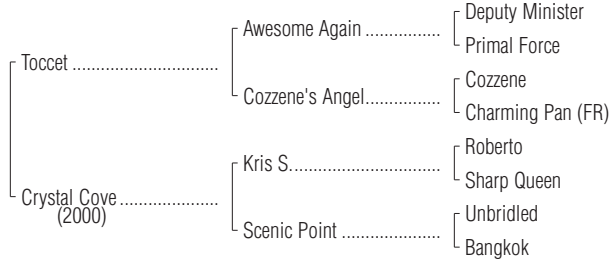 Deputy Minister
Awesome Again ..................
Primal Force
Toccet ..............................
Cozzene
Cozzene's Angel................
Charming Pan (FR)
Roberto
Kris S...............................
Sharp Queen
Crystal Cove ....................
(2000)
Unbridled
Scenic Point .....................
Bangkok